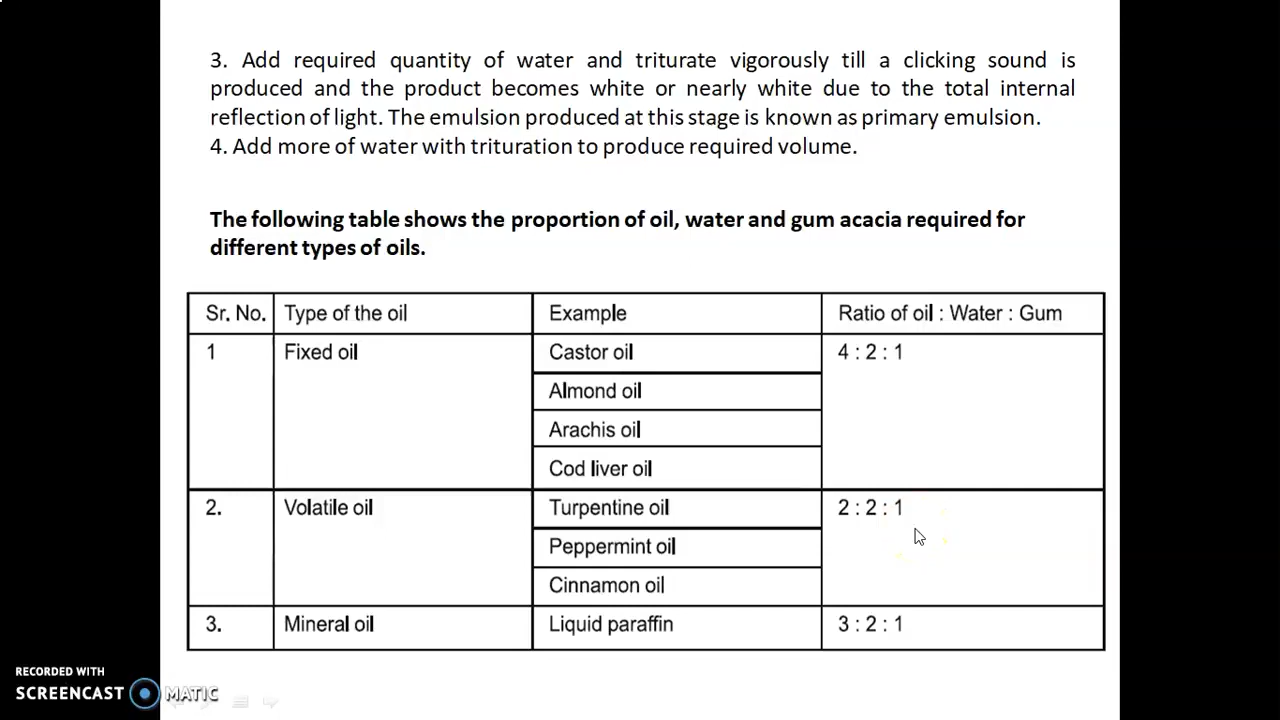 3. Add required quantity of water and triturate vigorously till a clicking sound is
produced and the product becomes white or nearly white due to the total internal
reflection of light. The emulsion produced at this stage is known as primary emulsion.
4. Add more of water with trituration to produce required volume.
The following table shows the proportion of oil, water and gum acacia required for
different types of oils.
Sr. No. Type of the oil Example Ratio of oil : Water : Gum
1 Fixed oil Castor oil 4 : 2 : 1
Almond oil
Arachis oil
Cod liver oil
2. Volatile oil Turpentine oil 2 : 2 : 1
Peppermint oil
Cinnamon oil
3. Mineral oil Liquid paraffin 3 : 2 : 1
RECORDED WITH
SCREENCAST MATIC